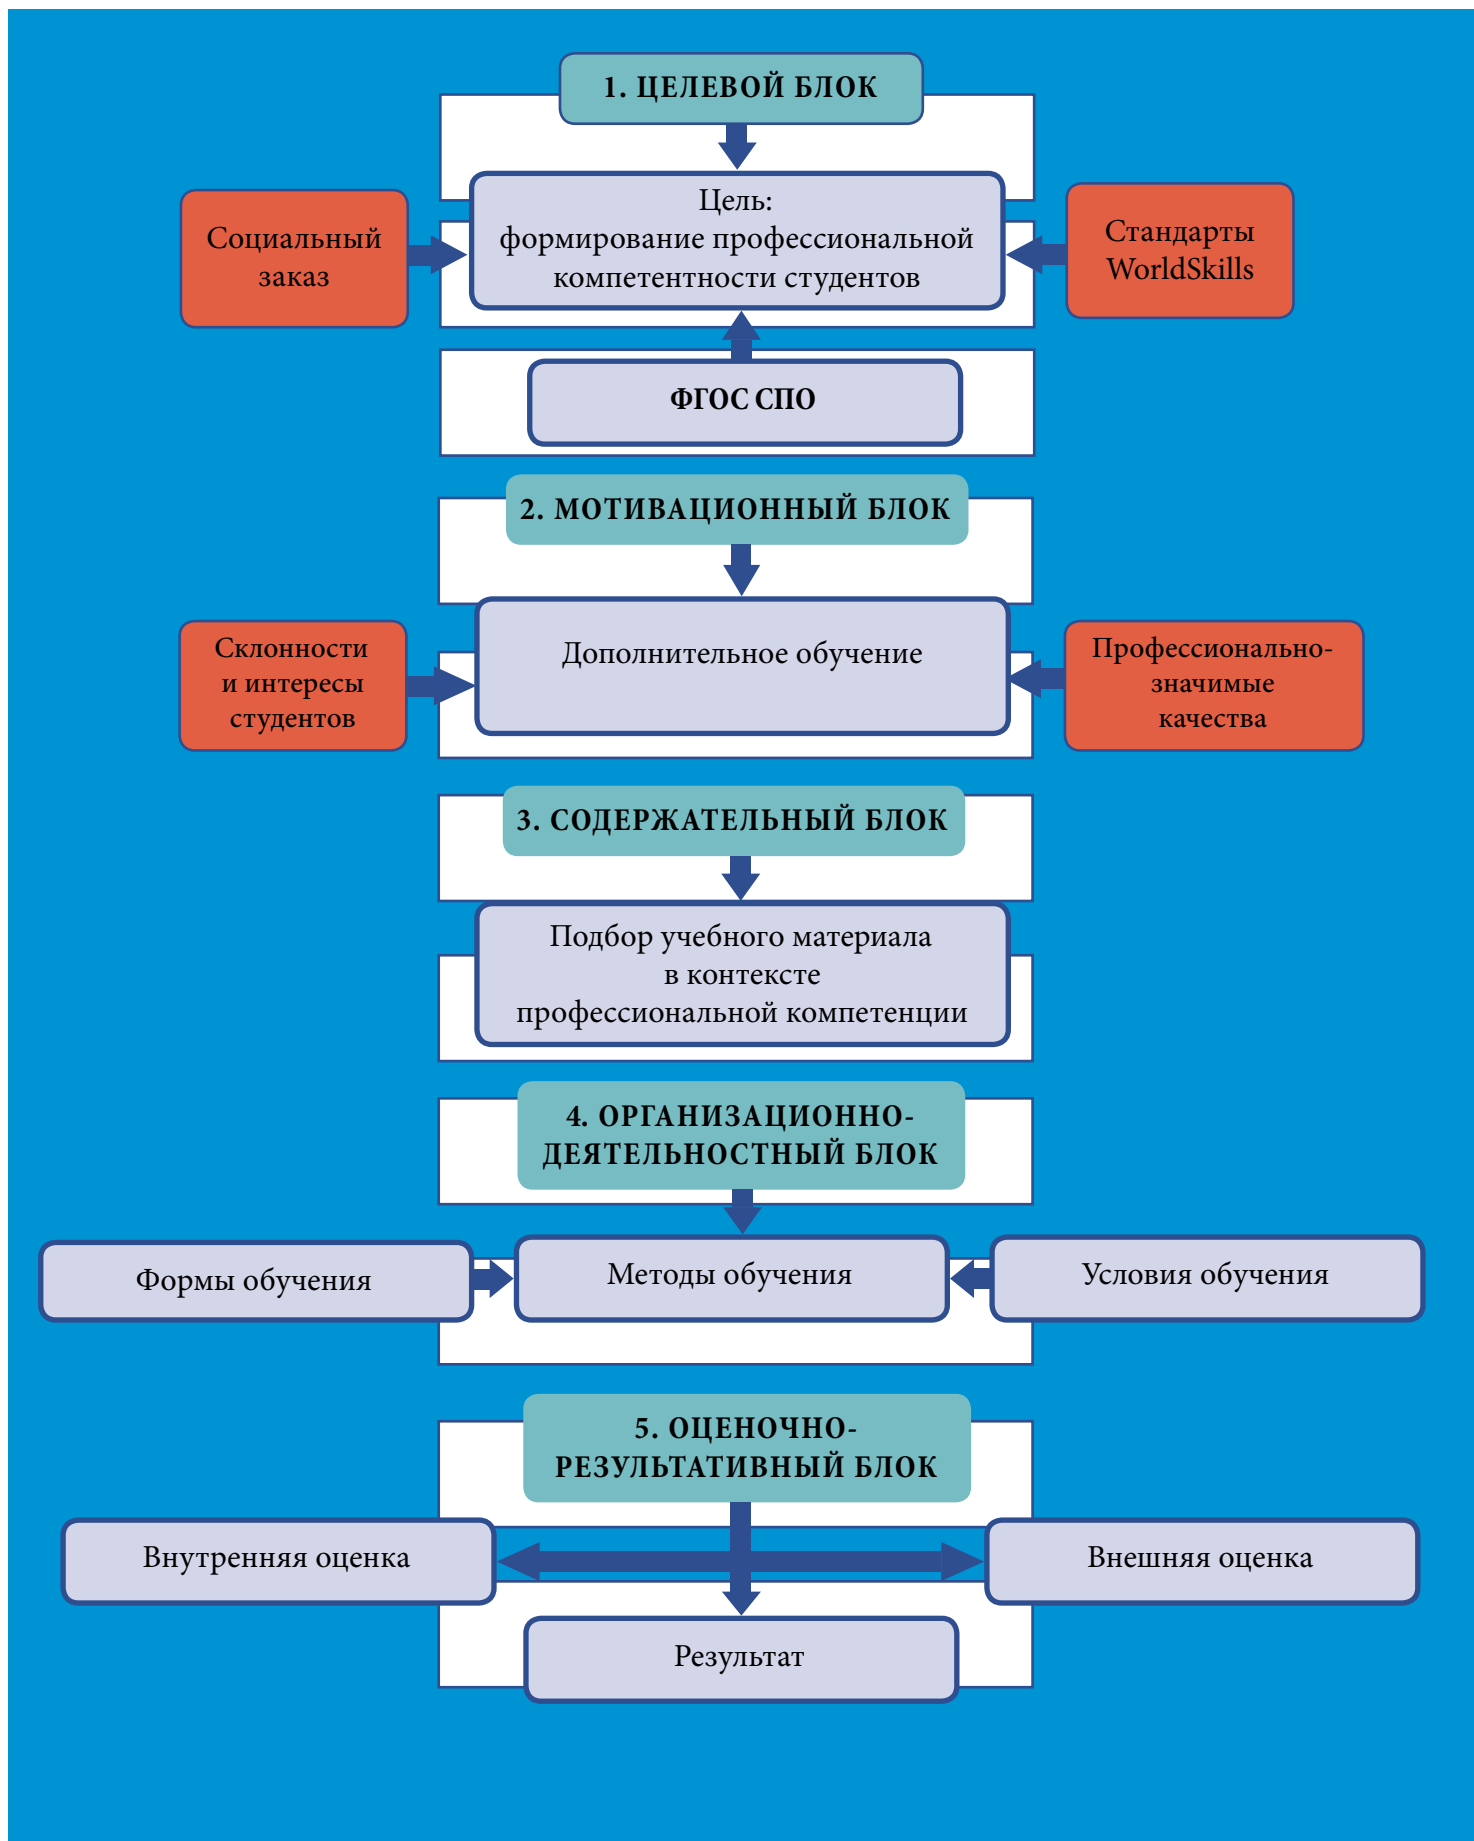 1. ЦЕЛЕВОЙ БЛОК
Цель:
формирование профессиональной
компетентности студентов
Социальный
заказ
Стандарты
WorldSkills
ФГОС СПО
2. МОТИВАЦИОННЫЙ БЛОК
Дополнительное обучение
Склонности
и интересы
студентов
Профессионально-
значимые
качества
3. СОДЕРЖАТЕЛЬНЫЙ БЛОК
Подбор учебного материала
в контексте
профессиональной компетенции
4. ОРГАНИЗАЦИОННО-
ДЕЯТЕЛЬНОСТНЫЙ БЛОК
Формы обучения
Методы обучения
Условия обучения
5. ОЦЕНОЧНО-
РЕЗУЛЬТАТИВНЫЙ БЛОК
Внутренняя оценка
Внешняя оценка
Результат